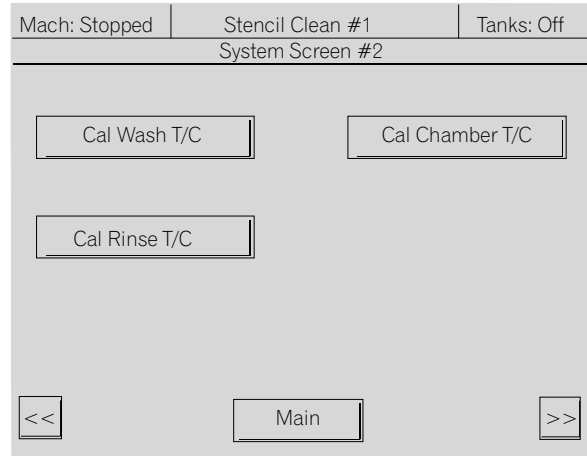 Mach: Stopped Stencil Clean #1 Tanks: Off
System Screen #2
Cal Wash T/C Cal Chamber T/C
Cal Rinse T/C
<< Main >>